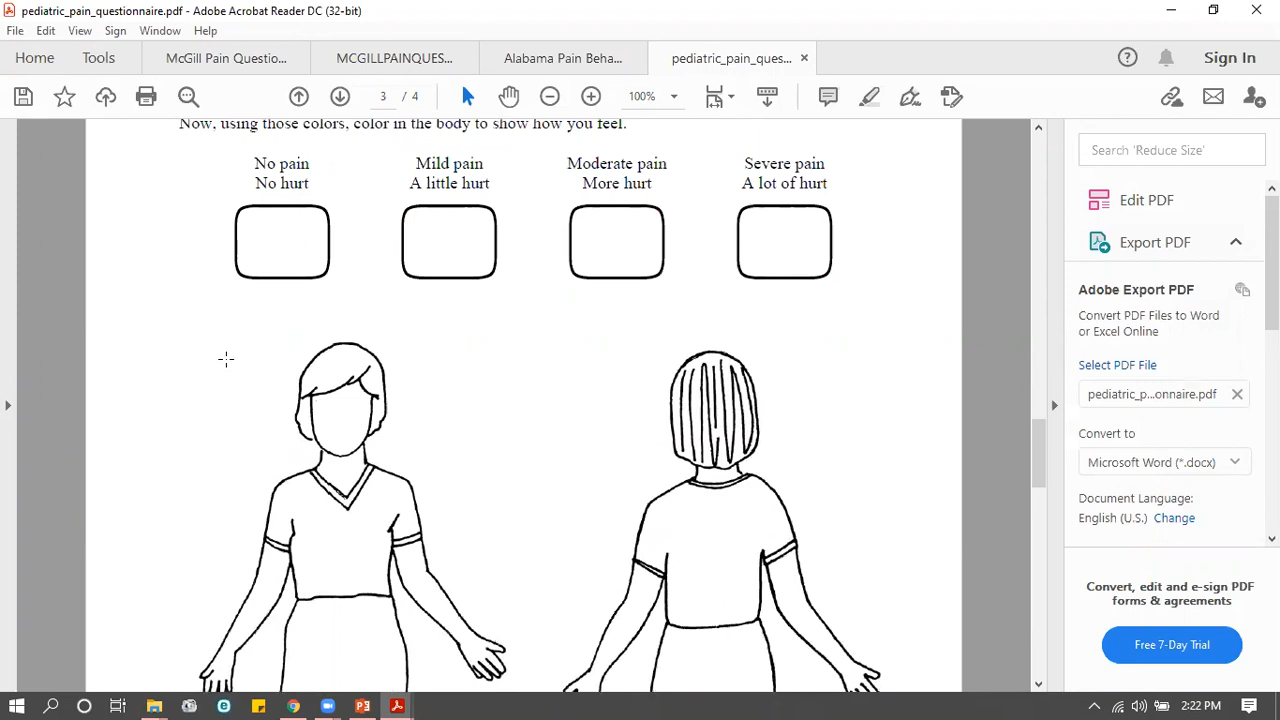 pediatric_pain_questionnaire.pdf - Adobe Acrobat Reader DC (32-bit)
File Edit View Sign Window Help
Home Tools McGill Pain Questio... MCGILLPAINQUES... Alabama Pain Beha... pediatric_pain_ques... Sign In
3 / 4 100%
Now, using those colors, color in the body to show how you feel.
No pain Mild pain Moderate pain Severe pain
No hurt A little hurt More hurt A lot of hurt
Search 'Reduce Size'
Edit PDF
Export PDF
Adobe Export PDF
Convert PDF Files to Word
or Excel Online
Select PDF File
pediatric_p...onnaire.pdf
Convert to
Microsoft Word (*.docx)
Document Language:
English (U.S.) Change
Convert, edit and e-sign PDF
forms & agreements
Free 7-Day Trial
2:22 PM